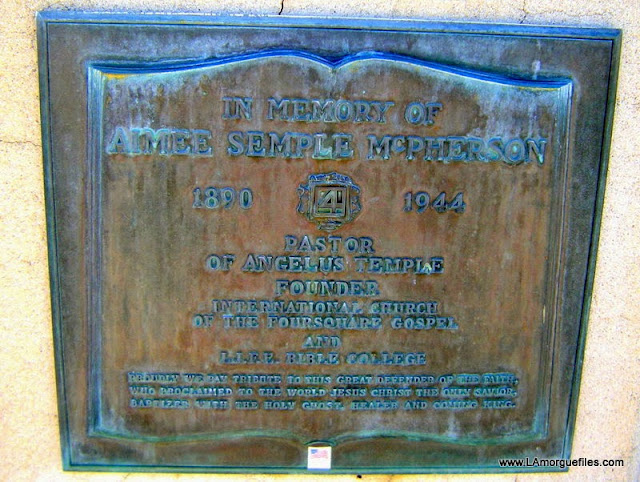 IN MEMORY OF
AIMEE SEMPLE McPHERSON
1890 4 1944
PASTOR
OF ANGELUS TEMPLE
FOUNDER
INTERNATIONAL CHURCH
OF THE FOURSQUARE GOSPEL
AND
L.I.F.E. BIBLE COLLEGE
PROUDLY WE PAY TRIBUTE TO THIS GREAT DEFENDER OF THE FAITH,
WHO PROCLAIMED TO THE WORLD JESUS CHRIST THE ONLY SAVIOR,
BAPTIZER WITH THE HOLY GHOST, HEALER AND COMING KING.
www.LAmorguefiles.com